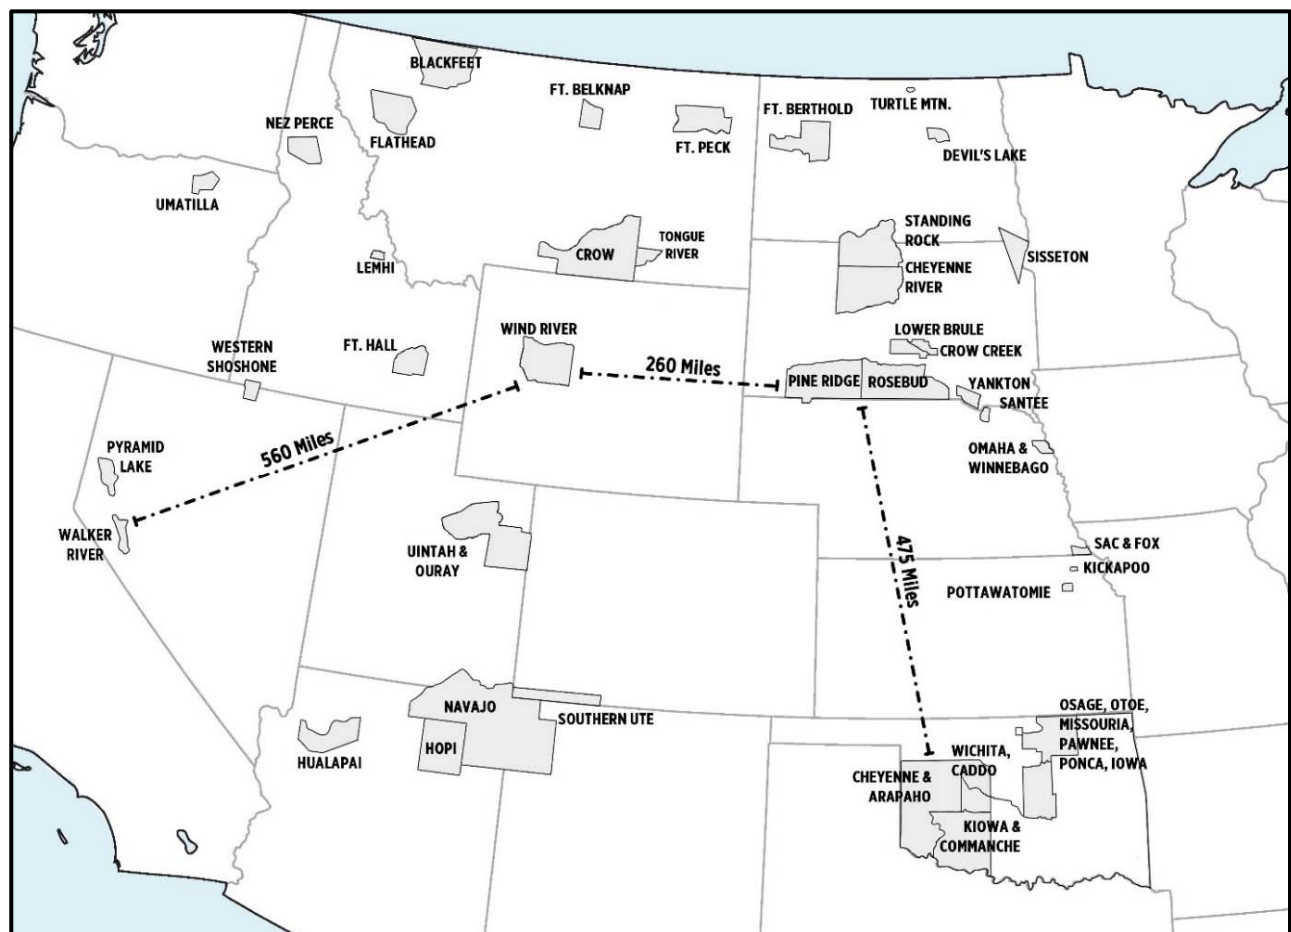 BLACKFEET
FT. BELKNAP
TURTLE MTN.
FT. BERTHOLD
NEZ PERCE
FLATHEAD
FT. PECK
DEVIL'S LAKE
UMATILLA
STANDING
ROCK
TONGUE
RIVER
CROW
LEMHI
CHEYENNE
RIVER
SISSETON
WIND RIVER
LOWER BRULE
CROW CREEK
WESTERN
SHOSHONE
FT. HALL
260 Miles
PINE RIDGE
ROSEBUD
YANKTON
SANTEE
560 Miles
PYRAMID
LAKE
OMAHA &
WINNEBAGO
WALKER
RIVER
UINTAH &
OURAY
475 Miles
SAC & FOX
KICKAPOO
POTTAWATOMIE
NAVAJO
SOUTHERN UTE
HOPI
HUALAPAI
OSAGE, OTOE,
MISSOURIA,
PAWNEE,
PONCA, IOWA
WICHITA,
CADDO
CHEYENNE &
ARAPAHO
KIOWA &
COMMANCHE